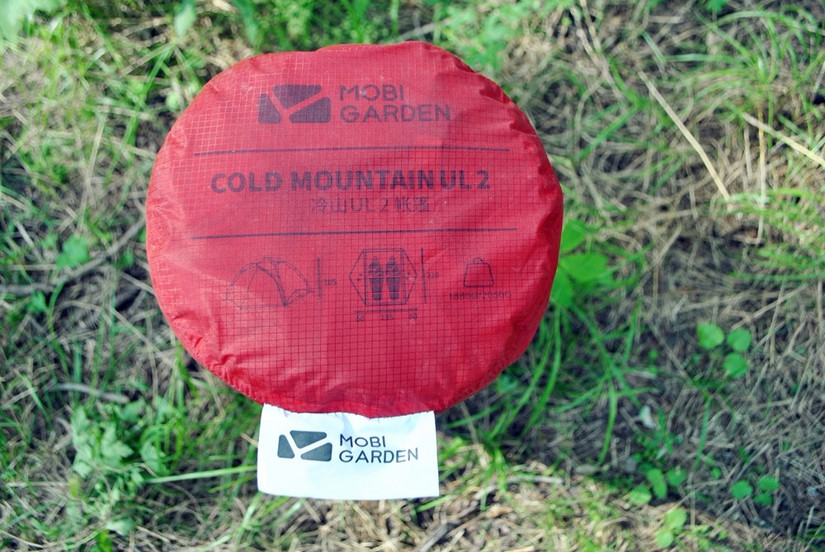 MOBI
GARDEN
COLD MOUNTAIN UL 2
冷山UL 2 帐篷
MOBI
GARDEN